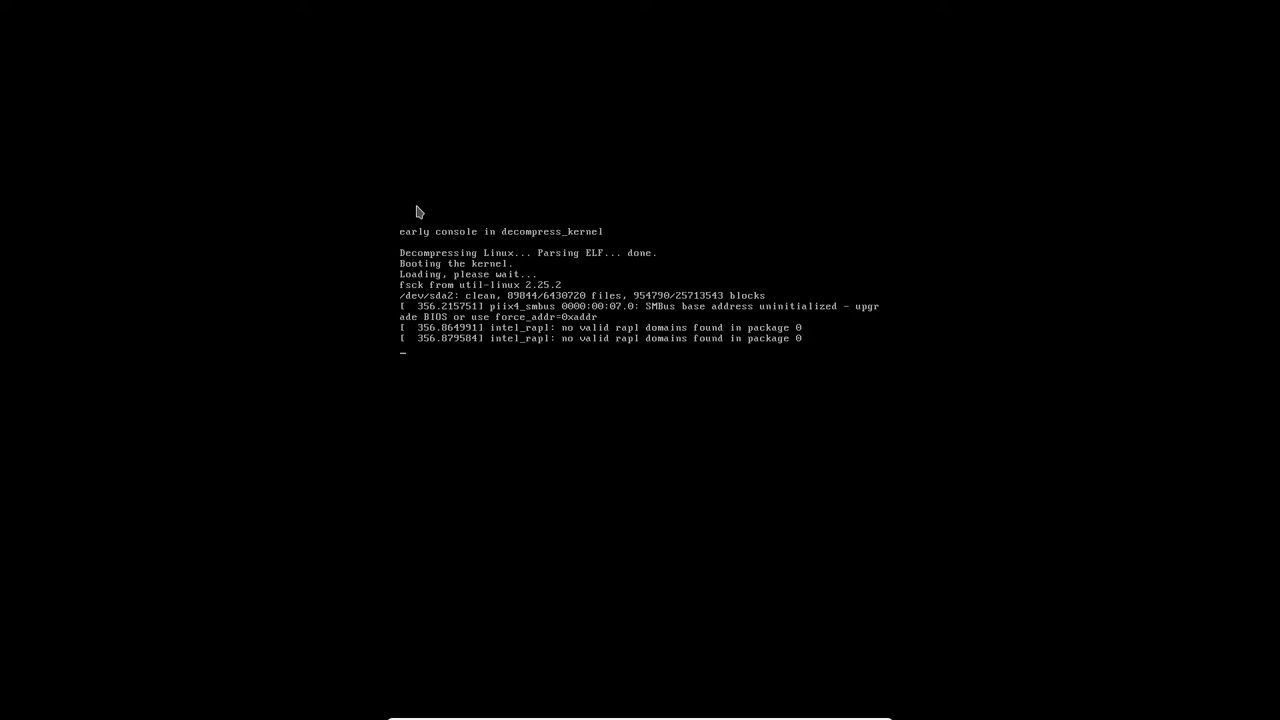 early console in decompress_kernel
Decompressing Linux... Parsing ELF... done.
Booting the kernel.
Loading, please wait...
fsck from util-linux 2.25.2
/dev/sda2: clean, 89844/6430720 files, 954790/25713543 blocks
[  356.215751] piix4_smbus 0000:00:07.0: SMBus base address uninitialized - upgr
ade BIOS or use force_addr=0xaddr
[  356.864991] intel_rapl: no valid rapl domains found in package 0
[  356.879584] intel_rapl: no valid rapl domains found in package 0